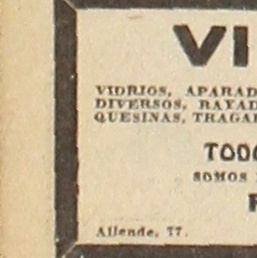 VI
VIDRIOS, APARAD
DIVERSOS, RAYAD
QUESINAS, TRAGA
TODO
SOMOS
Allende, 77.